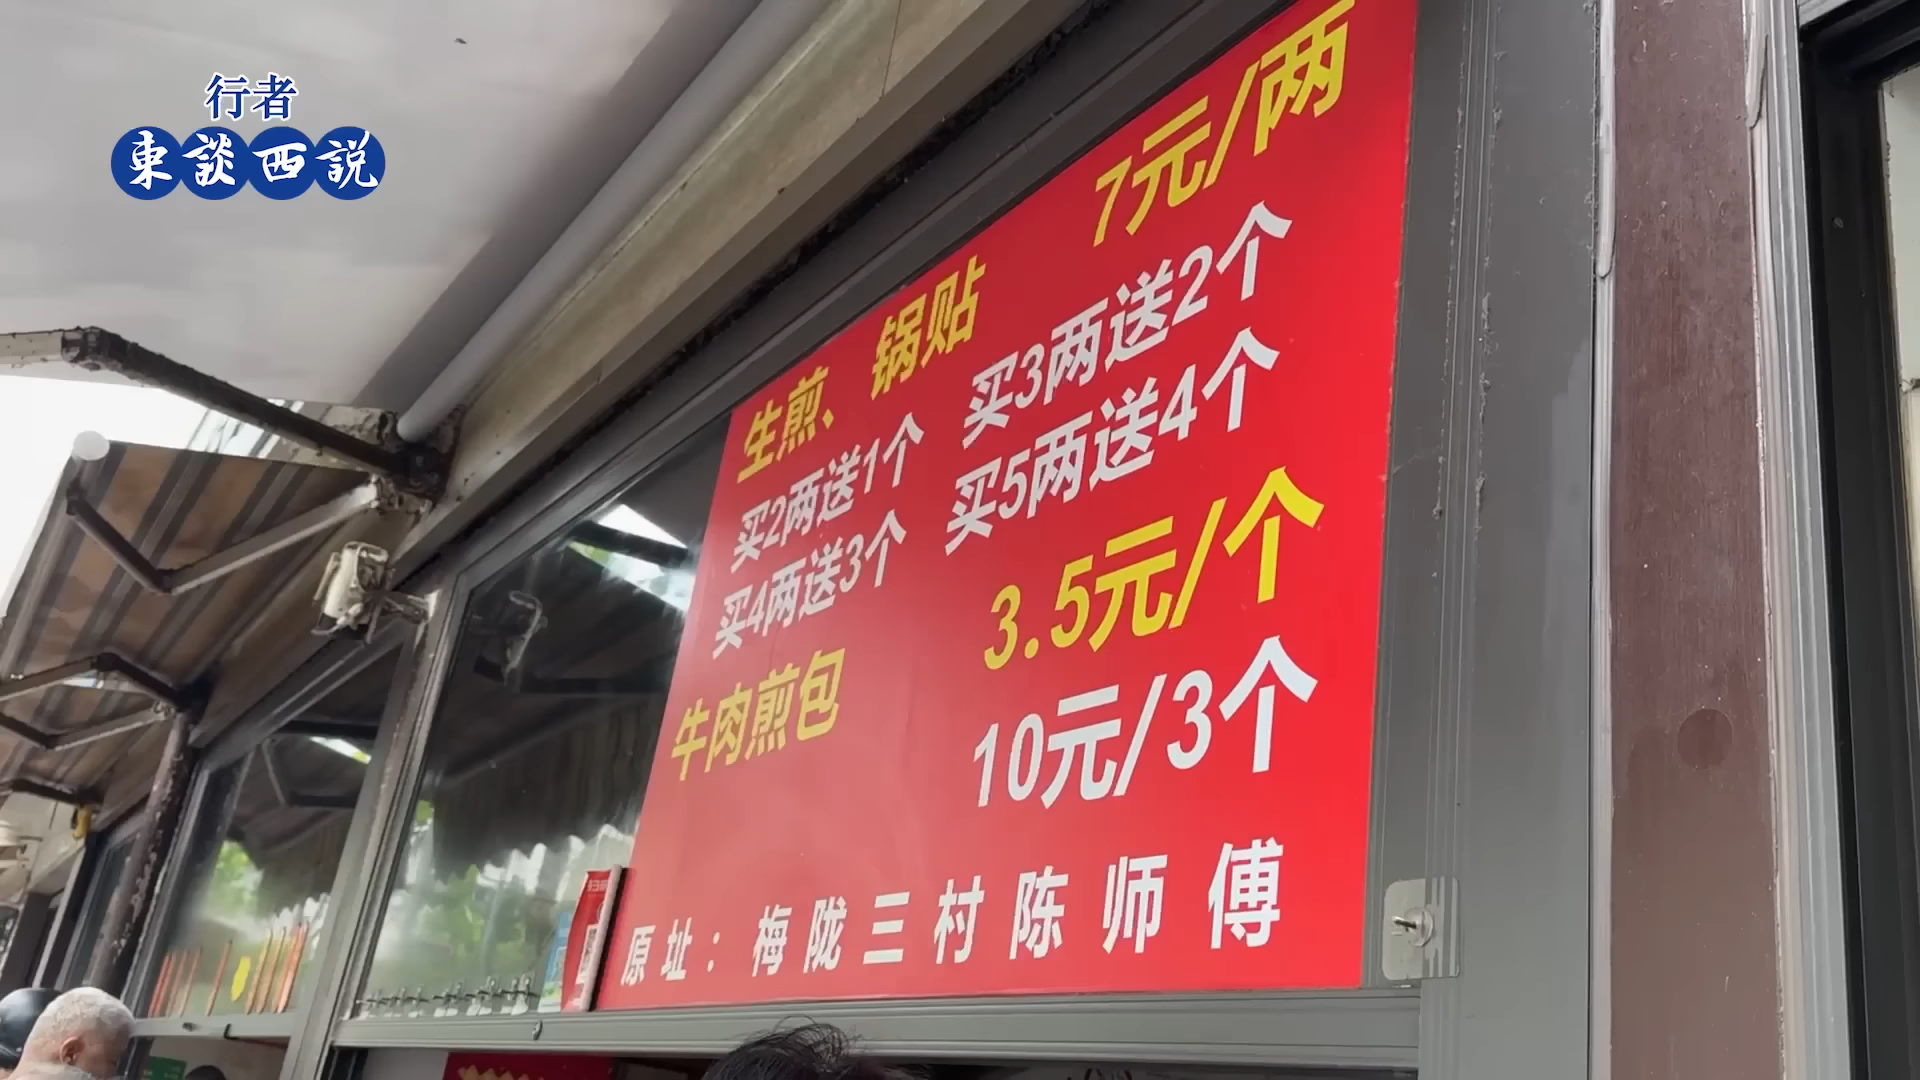 行者
東談西説
7元/两
生煎、锅贴
买2两送1个 买3两送2个
买4两送3个 买5两送4个
牛肉煎包 3.5元/个
10元/3个
原址：梅陇三村陈师傅